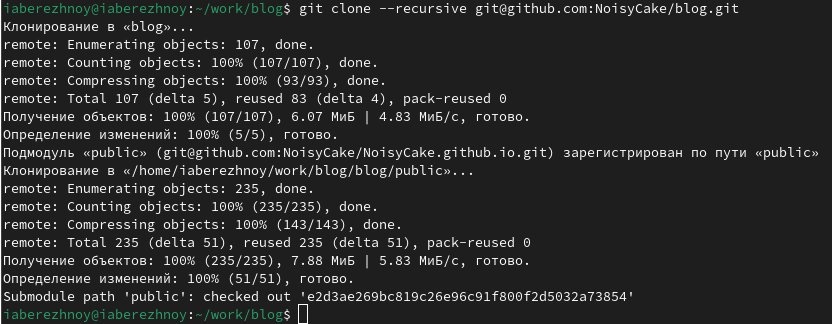 iaberezhnoy@iaberezhnoy:~/work/blog$ git clone --recursive git@github.com:NoisyCake/blog.git
Клонирование в «blog»...
remote: Enumerating objects: 107, done.
remote: Counting objects: 100% (107/107), done.
remote: Compressing objects: 100% (93/93), done.
remote: Total 107 (delta 5), reused 83 (delta 4), pack-reused 0
Получение объектов: 100% (107/107), 6.07 МиБ | 4.83 МиБ/с, готово.
Определение изменений: 100% (5/5), готово.
Подмодуль «public» (git@github.com:NoisyCake/NoisyCake.github.io.git) зарегистрирован по пути «public»
Клонирование в «/home/iaberezhnoy/work/blog/blog/public»...
remote: Enumerating objects: 235, done.
remote: Counting objects: 100% (235/235), done.
remote: Compressing objects: 100% (143/143), done.
remote: Total 235 (delta 51), reused 235 (delta 51), pack-reused 0
Получение объектов: 100% (235/235), 7.88 МиБ | 5.83 МиБ/с, готово.
Определение изменений: 100% (51/51), готово.
Submodule path 'public': checked out 'e2d3ae269bc819c26e96c91f800f2d5032a73854'
iaberezhnoy@iaberezhnoy:~/work/blog$